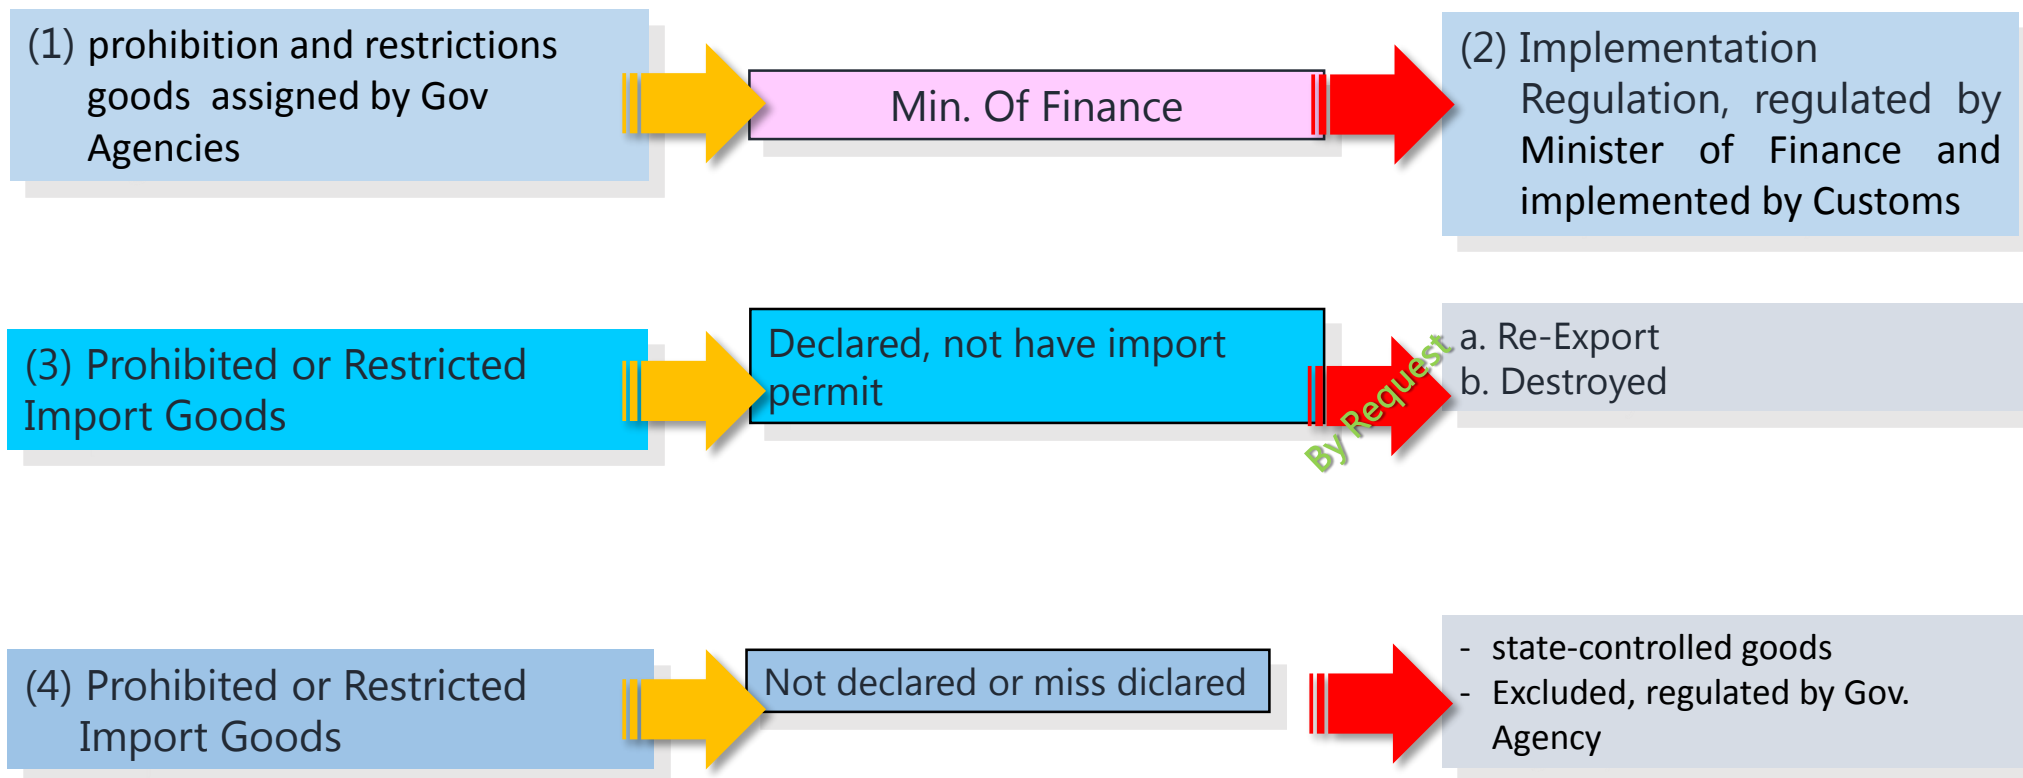 (1) prohibition and restrictions
goods assigned by Gov
Agencies
Min. Of Finance
(2) Implementation
Regulation, regulated by
Minister of Finance and
implemented by Customs
(3) Prohibited or Restricted
Import Goods
Declared, not have import
permit
By Request
a. Re-Export
b. Destroyed
(4) Prohibited or Restricted
Import Goods
Not declared or miss diclared
- state-controlled goods
- Excluded, regulated by Gov.
Agency